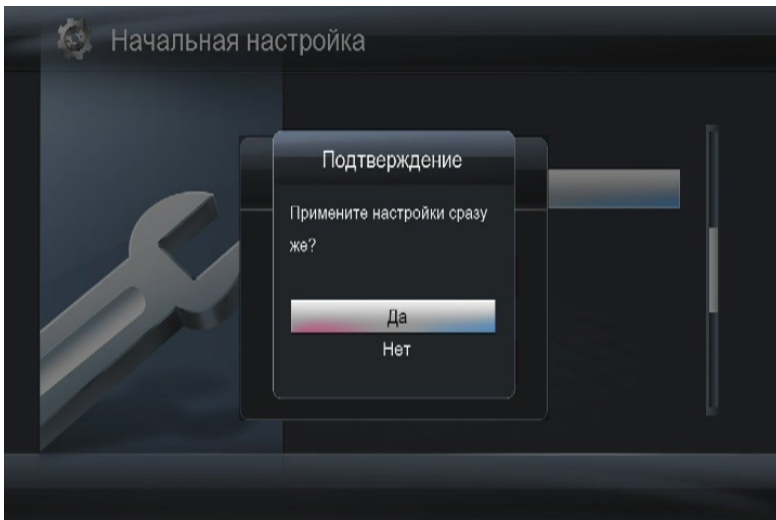 Начальная настройка
Подтверждение
Примените настройки сразу
же?
Да
Нет